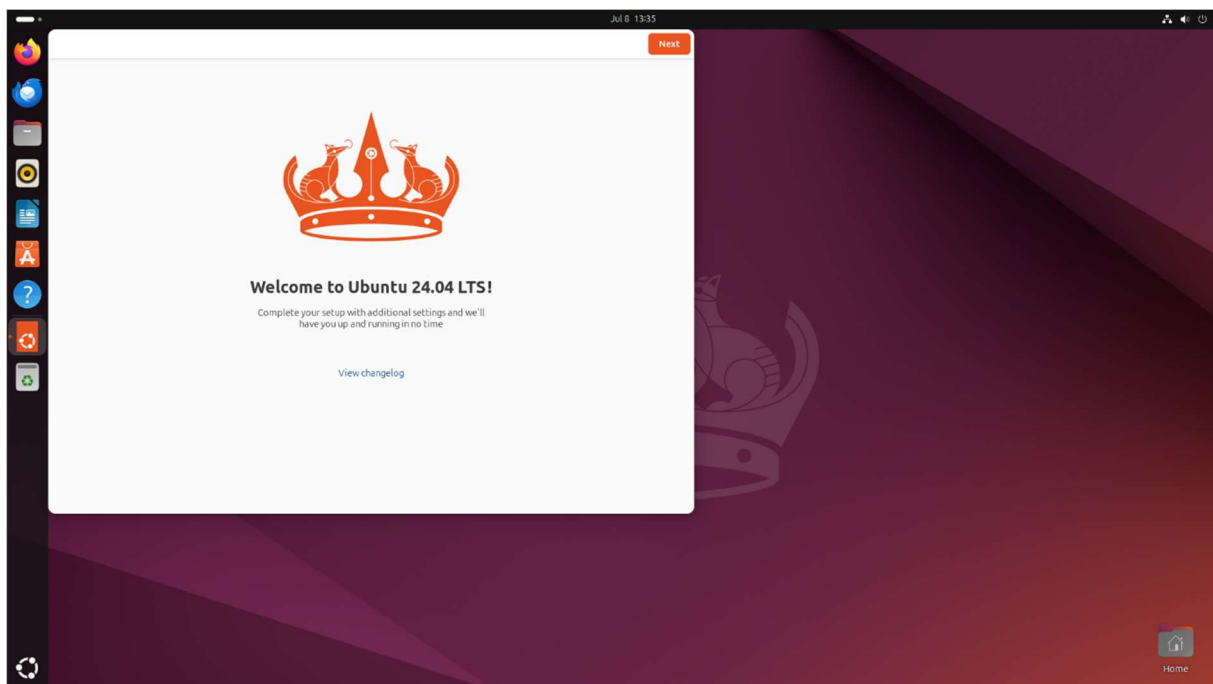 Jul 8 13:35
Next
Welcome to Ubuntu 24.04 LTS!
Complete your setup with additional settings and we'll
have you up and running in no time
View changelog
Home